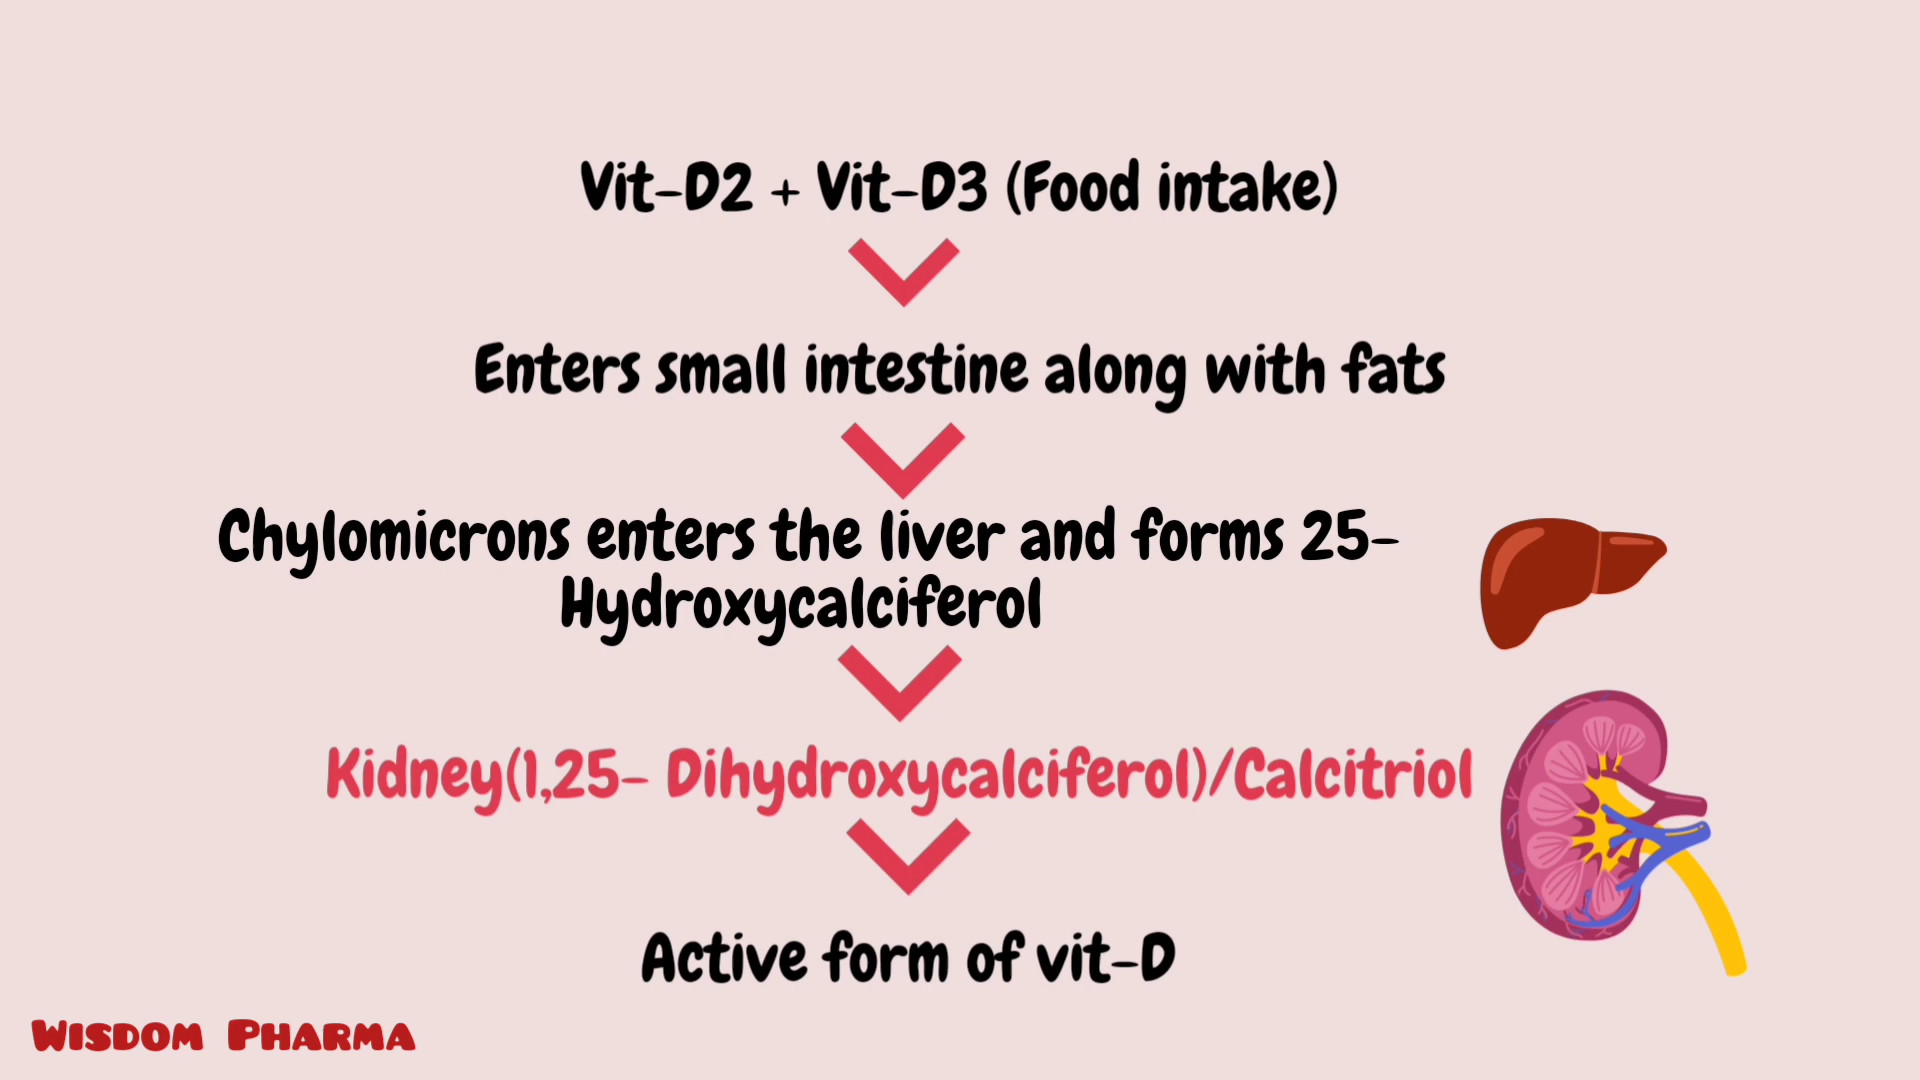 Vit-D2 + Vit-D3 (Food intake)
Enters small intestine along with fats
Chylomicrons enters the liver and forms 25-
Hydroxycalciferol
Kidney(1,25- Dihydroxycalciferol)/Calcitriol
Active form of vit-D
Wisdom Pharma